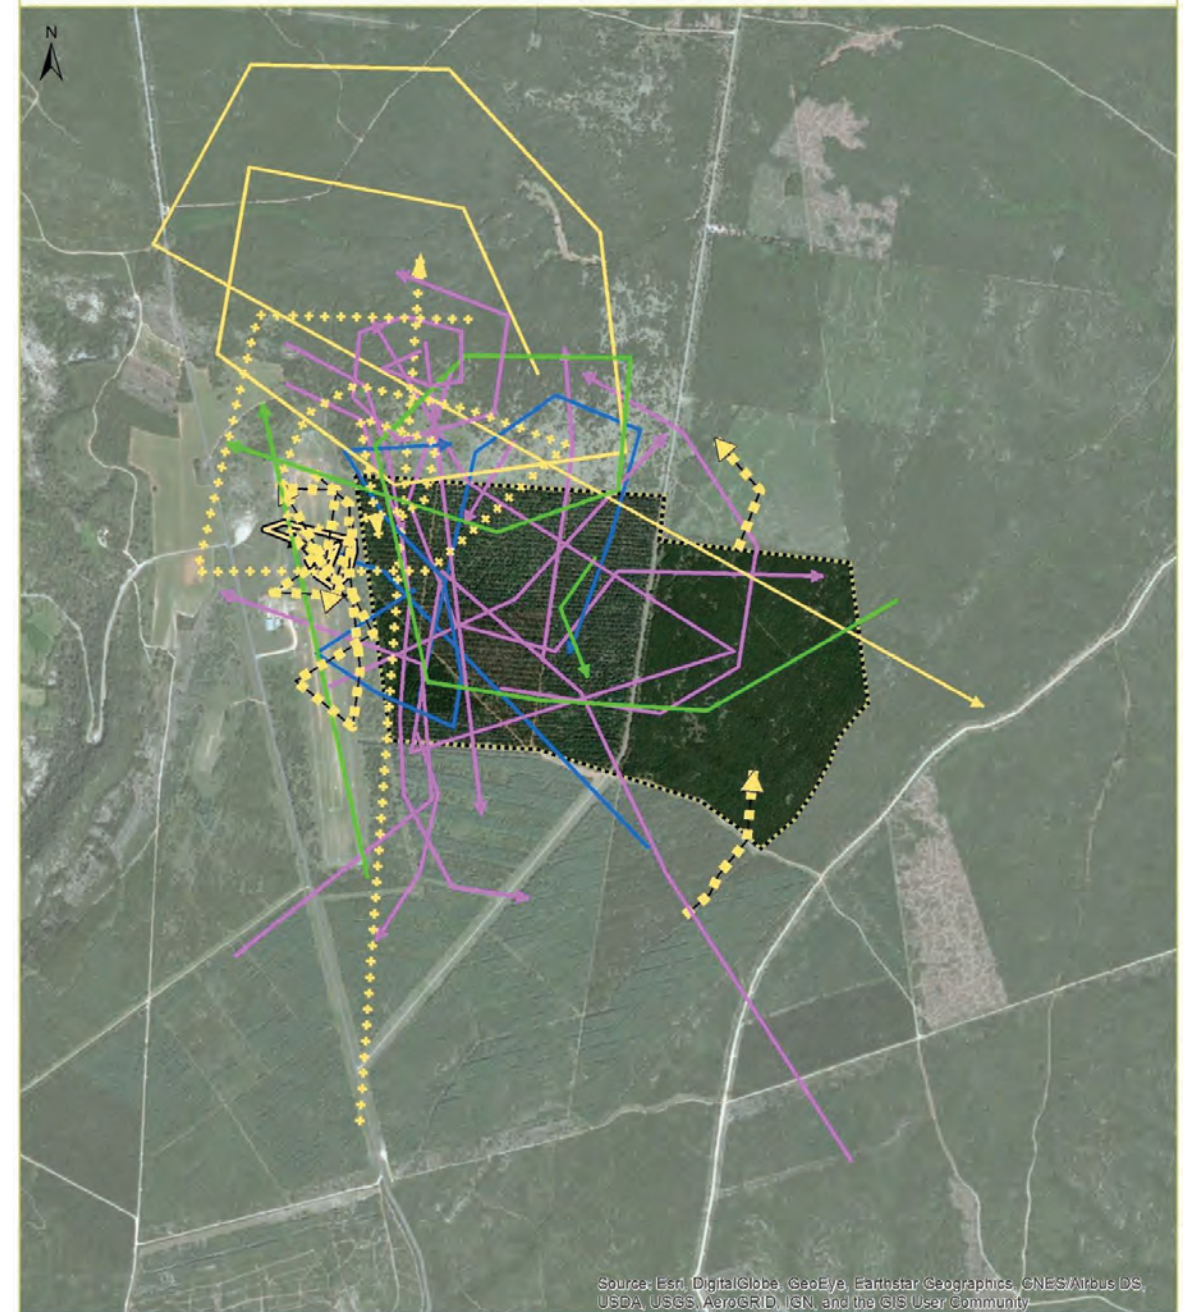 N
Source: Esri, DigitalGlobe, GeoEye, Earthstar Geographics, CNES/Airbus DS,
USDA, USGS, AeroGRID, IGN, and the GIS User Community